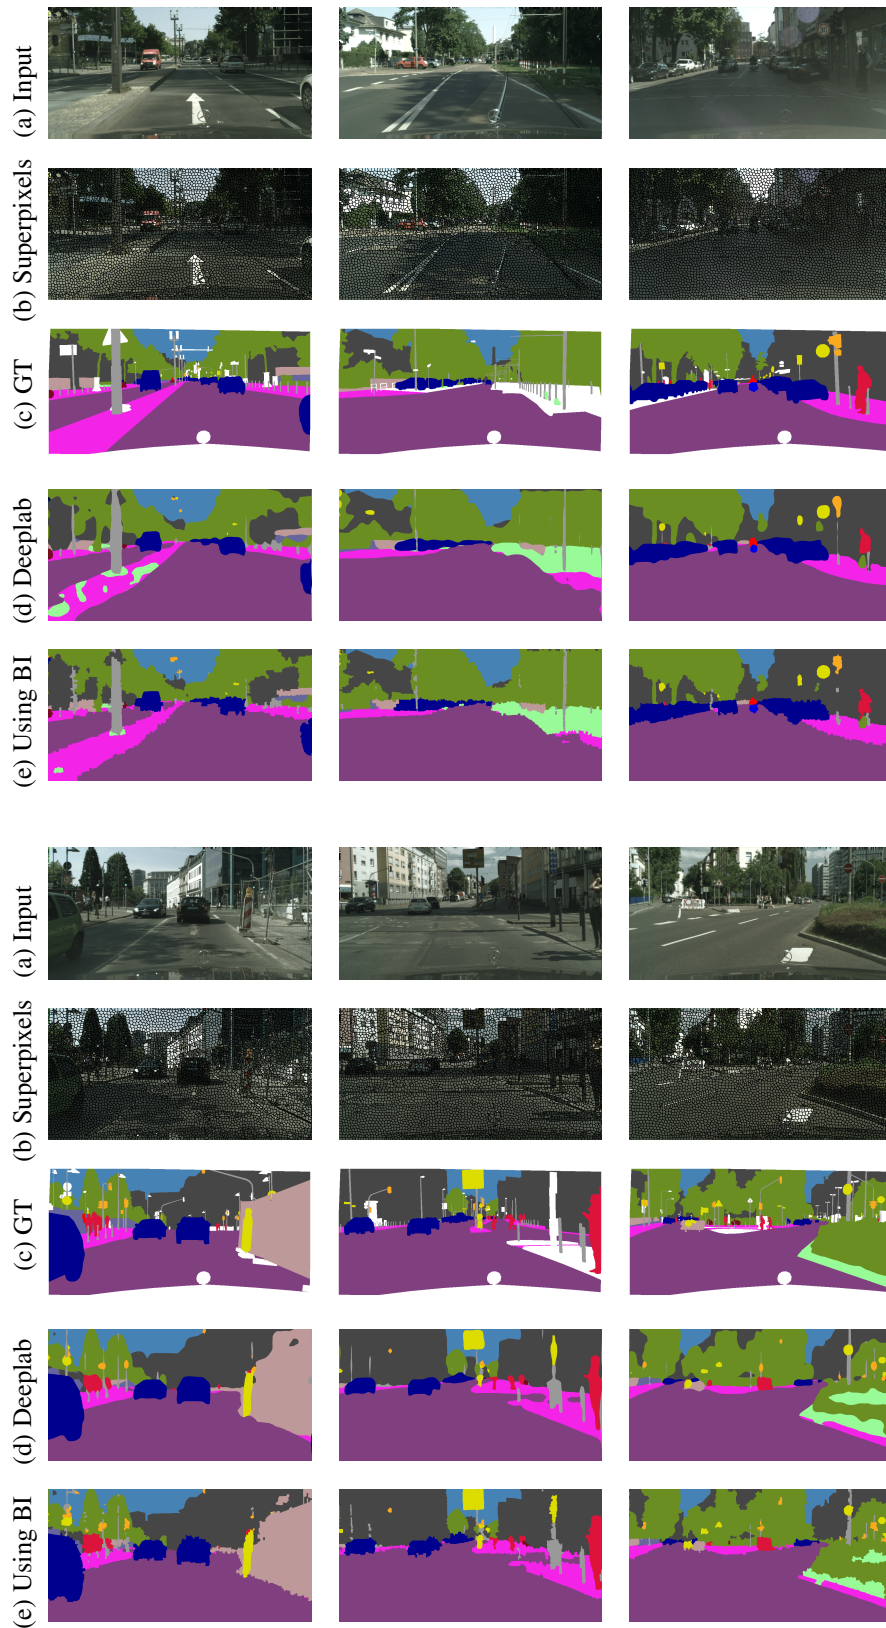 (a) Input
(b) Superpixels
(c) GT
(d) Deeplab
(e) Using BI
(a) Input
(b) Superpixels
(c) GT
(d) Deeplab
(e) Using BI